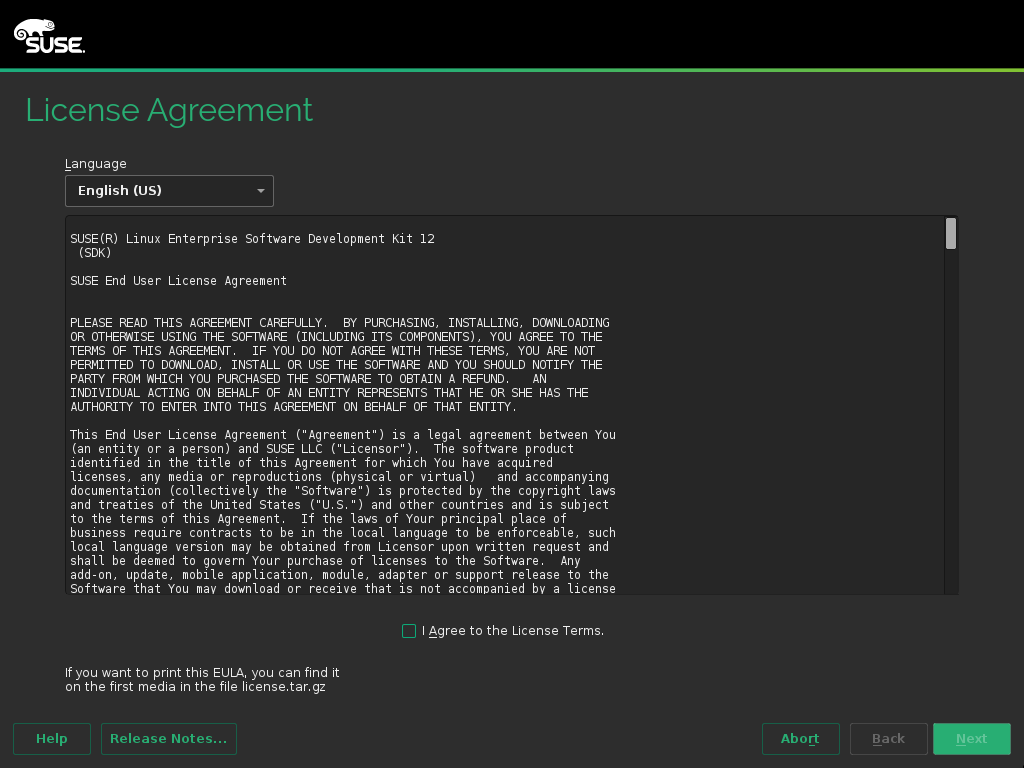 SUSE.
License Agreement
Language
English (US)
SUSE(R) Linux Enterprise Software Development Kit 12
(SDK)
SUSE End User License Agreement
PLEASE READ THIS AGREEMENT CAREFULLY.  BY PURCHASING, INSTALLING, DOWNLOADING
OR OTHERWISE USING THE SOFTWARE (INCLUDING ITS COMPONENTS), YOU AGREE TO THE
TERMS OF THIS AGREEMENT.  IF YOU DO NOT AGREE WITH THESE TERMS, YOU ARE NOT
PERMITTED TO DOWNLOAD, INSTALL OR USE THE SOFTWARE AND YOU SHOULD NOTIFY THE
PARTY FROM WHICH YOU PURCHASED THE SOFTWARE TO OBTAIN A REFUND.   AN
INDIVIDUAL ACTING ON BEHALF OF AN ENTITY REPRESENTS THAT HE OR SHE HAS THE
AUTHORITY TO ENTER INTO THIS AGREEMENT ON BEHALF OF THAT ENTITY.
This End User License Agreement ("Agreement") is a legal agreement between You
(an entity or a person) and SUSE LLC ("Licensor").  The software product
identified in the title of this Agreement for which You have acquired
licenses, any media or reproductions (physical or virtual)   and accompanying
documentation (collectively the "Software") is protected by the copyright laws
and treaties of the United States ("U.S.") and other countries and is subject
to the terms of this Agreement.  If the laws of Your principal place of
business require contracts to be in the local language to be enforceable, such
local language version may be obtained from Licensor upon written request and
shall be deemed to govern Your purchase of licenses to the Software.  Any
add-on, update, mobile application, module, adapter or support release to the
Software that You may download or receive that is not accompanied by a license
I Agree to the License Terms.
If you want to print this EULA, you can find it
on the first media in the file license.tar.gz
Help
Release Notes...
Abort
Back
Next